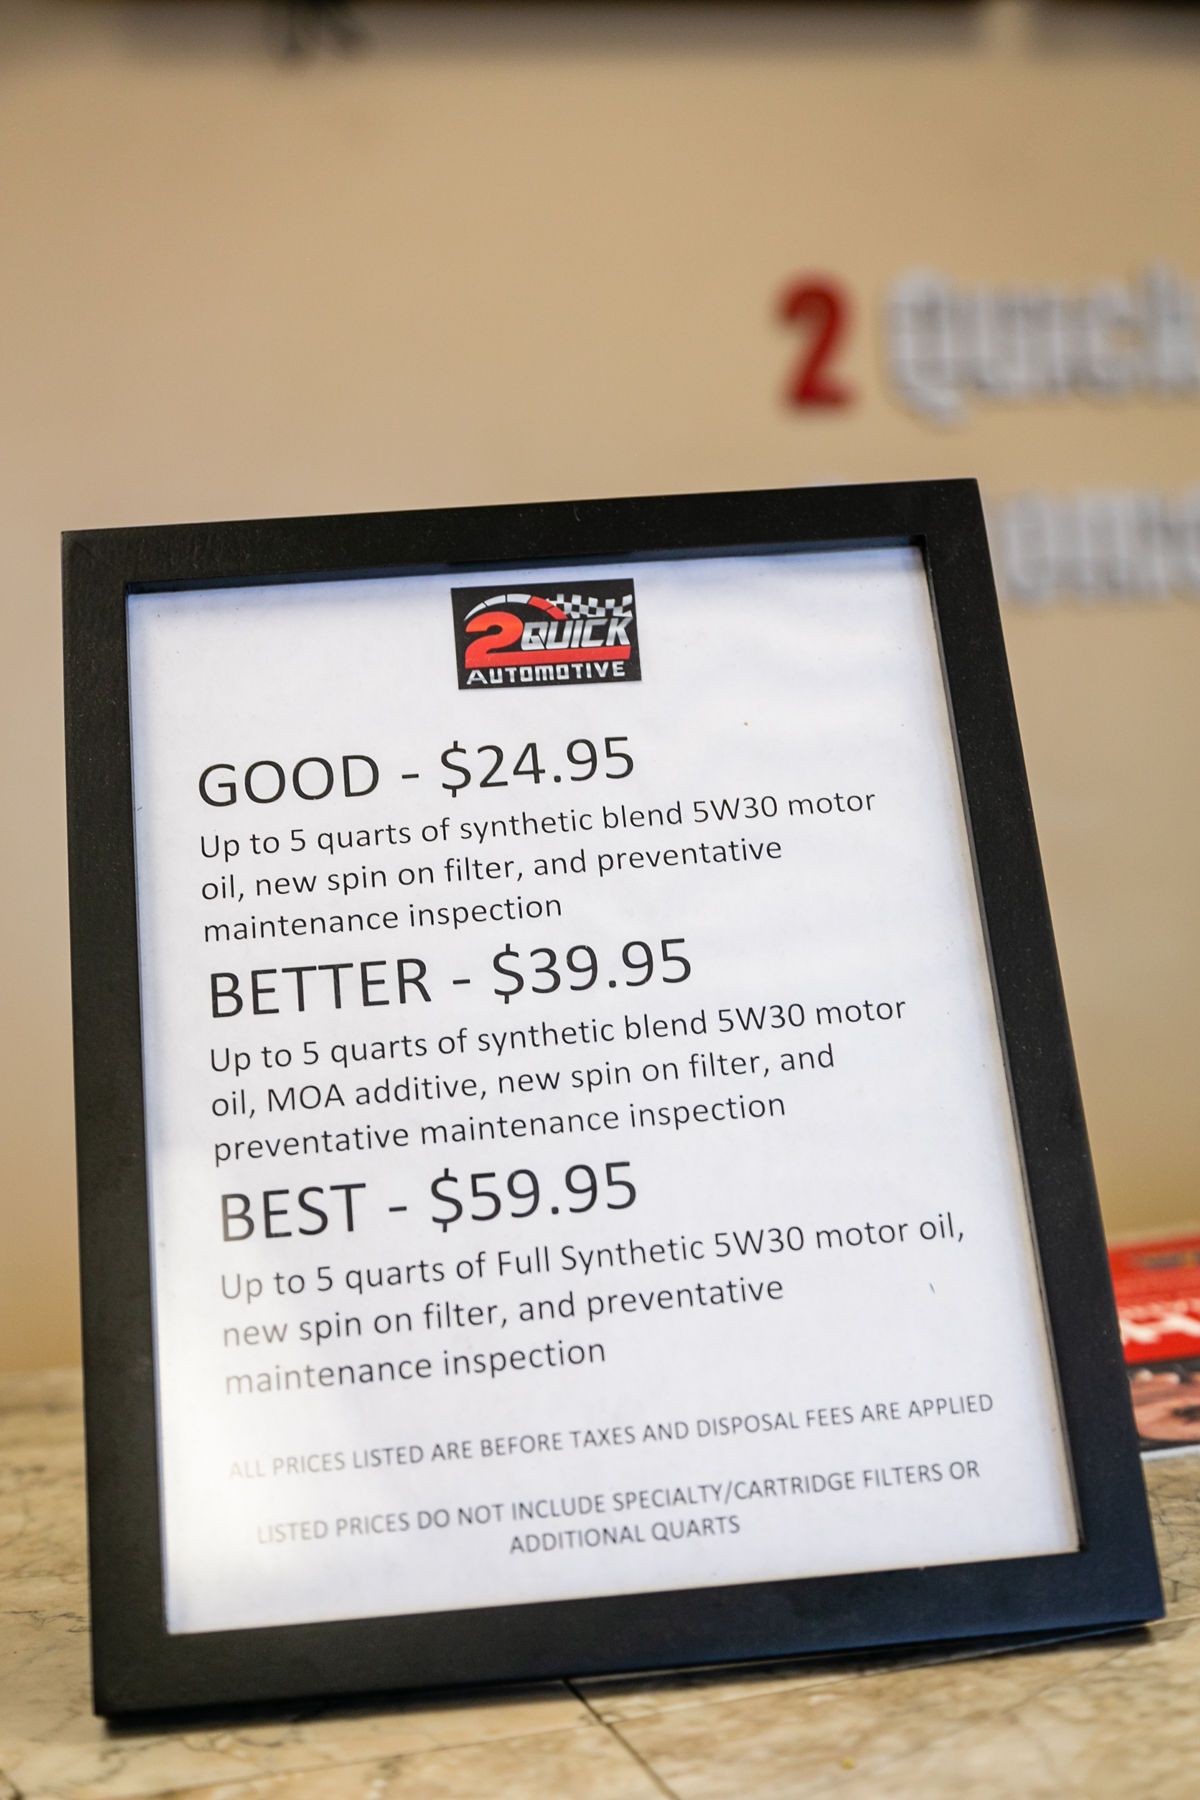 2 Quick
2 QUICK
AUTOMOTIVE
GOOD - $24.95
Up to 5 quarts of synthetic blend 5W30 motor
oil, new spin on filter, and preventative
maintenance inspection
BETTER - $39.95
Up to 5 quarts of synthetic blend 5W30 motor
oil, MOA additive, new spin on filter, and
preventative maintenance inspection
BEST - $59.95
Up to 5 quarts of Full Synthetic 5W30 motor oil,
new spin on filter, and preventative
maintenance inspection
ALL PRICES LISTED ARE BEFORE TAXES AND DISPOSAL FEES ARE APPLIED
LISTED PRICES DO NOT INCLUDE SPECIALTY/CARTRIDGE FILTERS OR
ADDITIONAL QUARTS